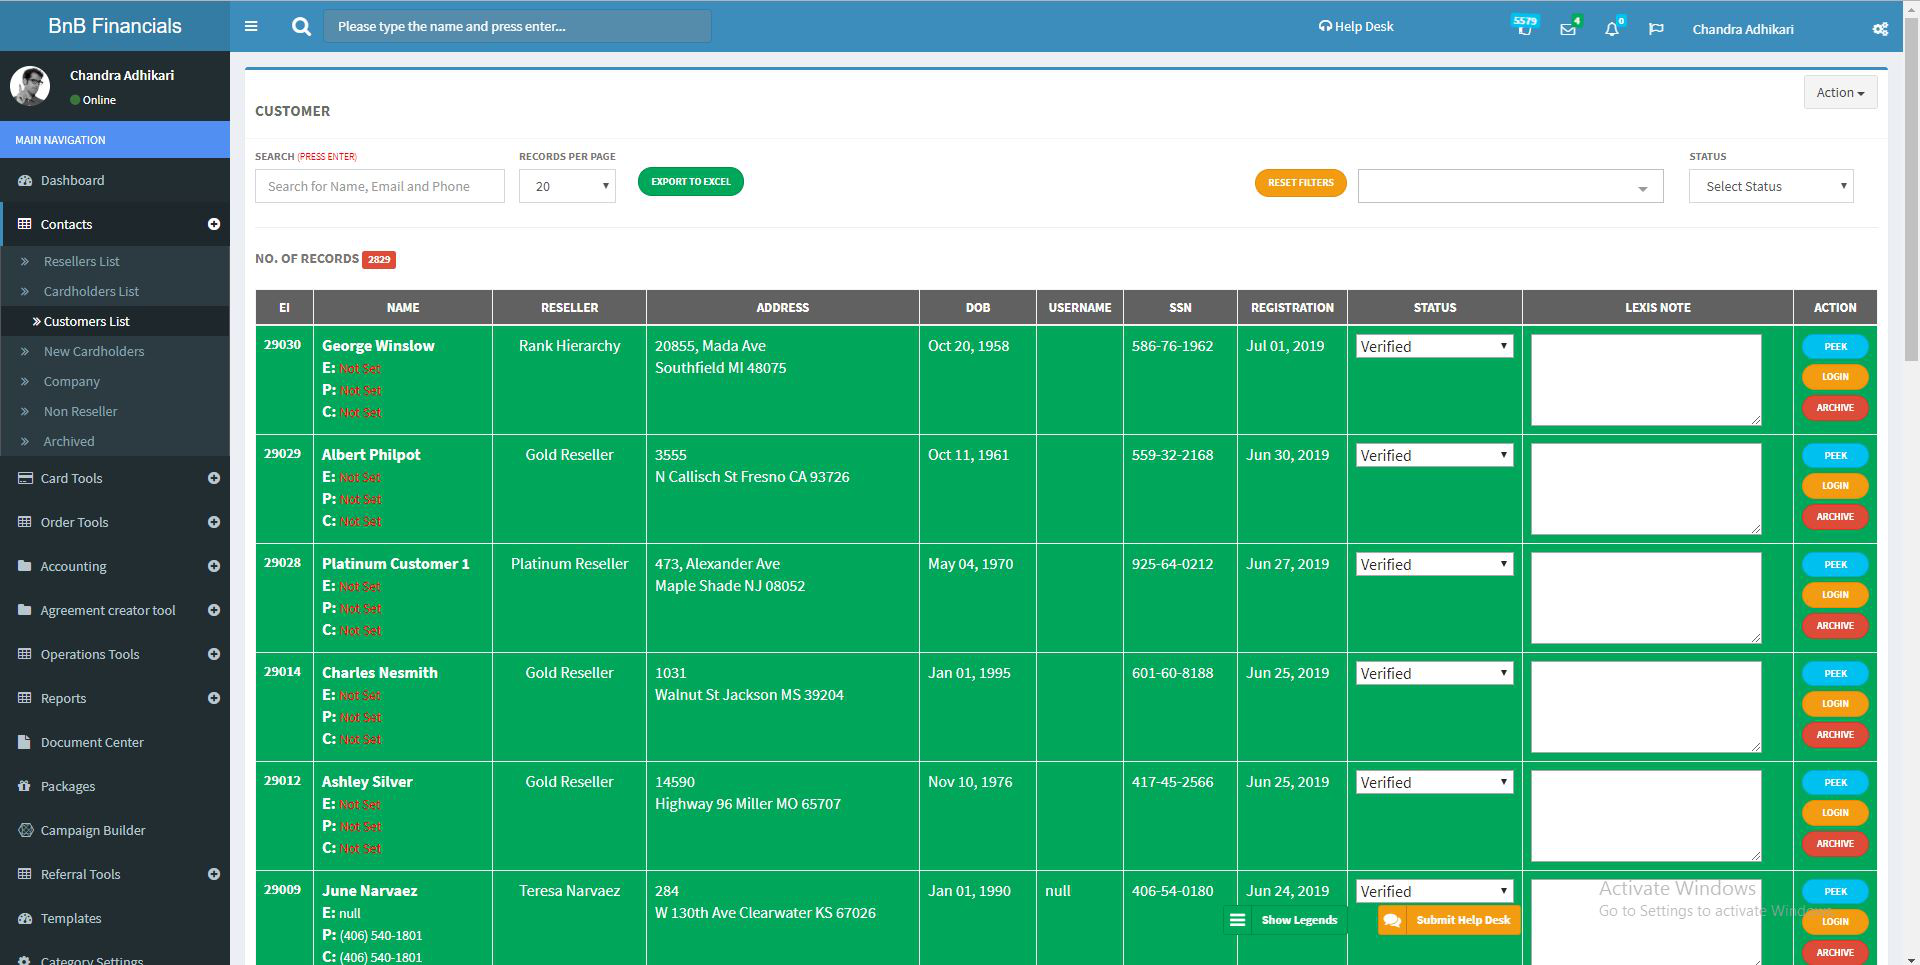 BnB Financials
Please type the name and press enter...
Help Desk
5579
4
0
Chandra Adhikari
Chandra Adhikari
Online
MAIN NAVIGATION
Dashboard
Contacts
Resellers List
Cardholders List
Customers List
New Cardholders
Company
Non Reseller
Archived
Card Tools
Order Tools
Accounting
Agreement creator tool
Operations Tools
Reports
Document Center
Packages
Campaign Builder
Referral Tools
Templates
Category Settings
Action
CUSTOMER
SEARCH (PRESS ENTER)
Search for Name, Email and Phone
RECORDS PER PAGE
20
EXPORT TO EXCEL
RESET FILTERS
STATUS
Select Status
NO. OF RECORDS 2829
EI NAME RESELLER ADDRESS DOB USERNAME SSN REGISTRATION STATUS LEXIS NOTE ACTION
29030 George Winslow Rank Hierarchy 20855, Mada Ave Oct 20, 1958 586-76-1962 Jul 01, 2019 Verified PEEK
E: Not Set Southfield MI 48075 LOGIN
P: Not Set
C: Not Set ARCHIVE
29029 Albert Philpot Gold Reseller 3555 Oct 11, 1961 559-32-2168 Jun 30, 2019 Verified PEEK
E: Not Set N Callisch St Fresno CA 93726 LOGIN
P: Not Set
C: Not Set ARCHIVE
29028 Platinum Customer 1 Platinum Reseller 473, Alexander Ave May 04, 1970 925-64-0212 Jun 27, 2019 Verified PEEK
E: Not Set Maple Shade NJ 08052 LOGIN
P: Not Set
C: Not Set ARCHIVE
29014 Charles Nesmith Gold Reseller 1031 Jan 01, 1995 601-60-8188 Jun 25, 2019 Verified PEEK
E: Not Set Walnut St Jackson MS 39204 LOGIN
P: Not Set
C: Not Set ARCHIVE
29012 Ashley Silver Gold Reseller 14590 Nov 10, 1976 417-45-2566 Jun 25, 2019 Verified PEEK
E: Not Set Highway 96 Miller MO 65707 LOGIN
P: Not Set
C: Not Set ARCHIVE
29009 June Narvaez Teresa Narvaez 284 Jan 01, 1990 null 406-54-0180 Jun 24, 2019 Verified PEEK
E: null W 130th Ave Clearwater KS 67026 LOGIN
P: (406) 540-1801
C: (406) 540-1801 ARCHIVE
Show Legends
Submit Help Desk
Activate Windows
Go to Settings to activate Windows.